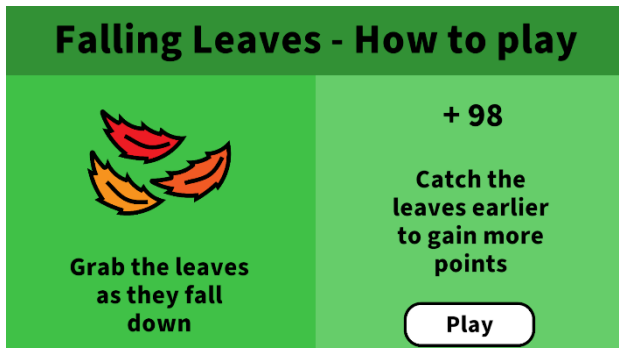 Falling Leaves - How to play
Grab the leaves
as they fall
down
+ 98
Catch the
leaves earlier
to gain more
points
Play